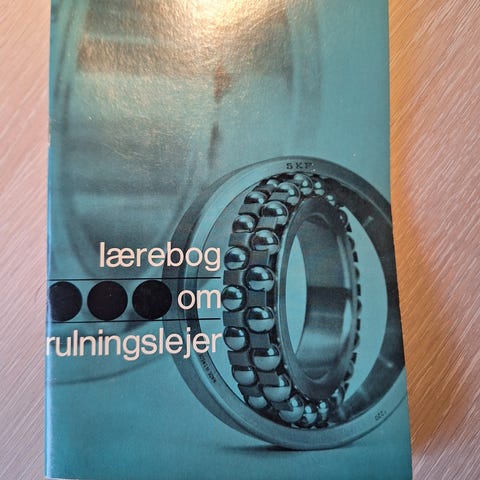 SKF
lærebog
om
rulningslejer